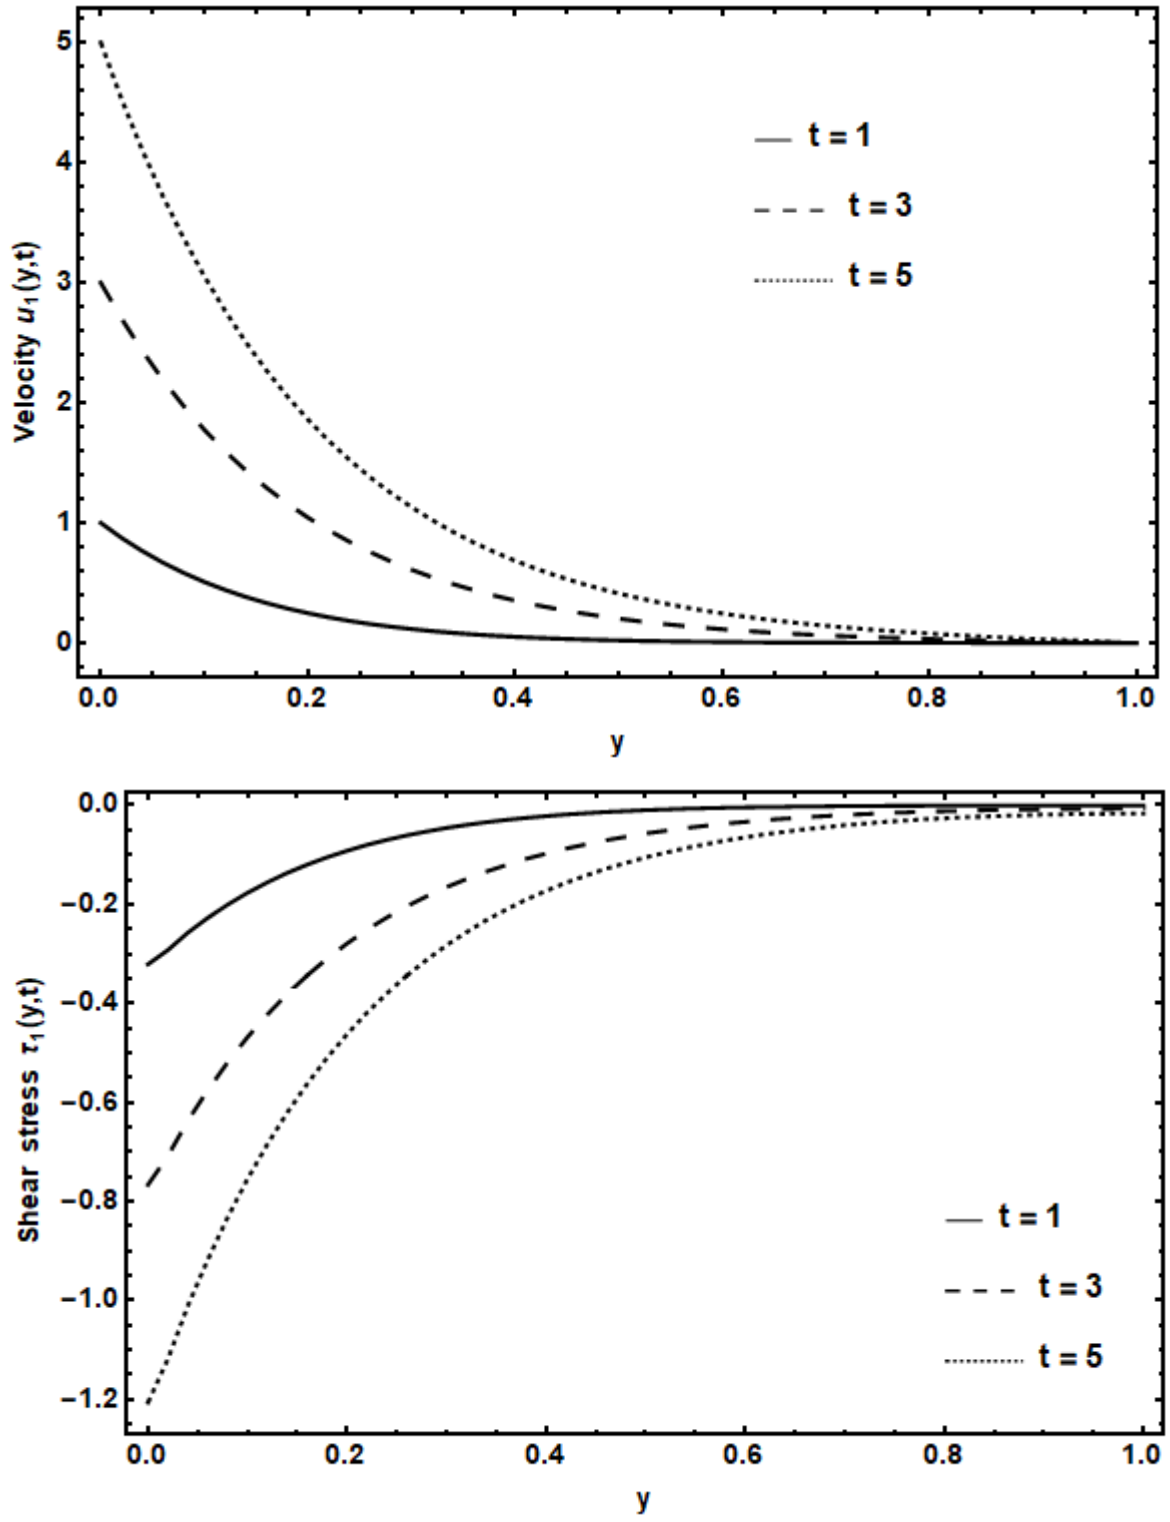 5
4
3
2
1
0
Velocity u₁(y,t)
t = 1
t = 3
t = 5
0.0 0.2 0.4 0.6 0.8 1.0
y
0.0
−0.2
−0.4
−0.6
−0.8
−1.0
−1.2
Shear stress τ₁(y,t)
t = 1
t = 3
t = 5
0.0 0.2 0.4 0.6 0.8 1.0
y